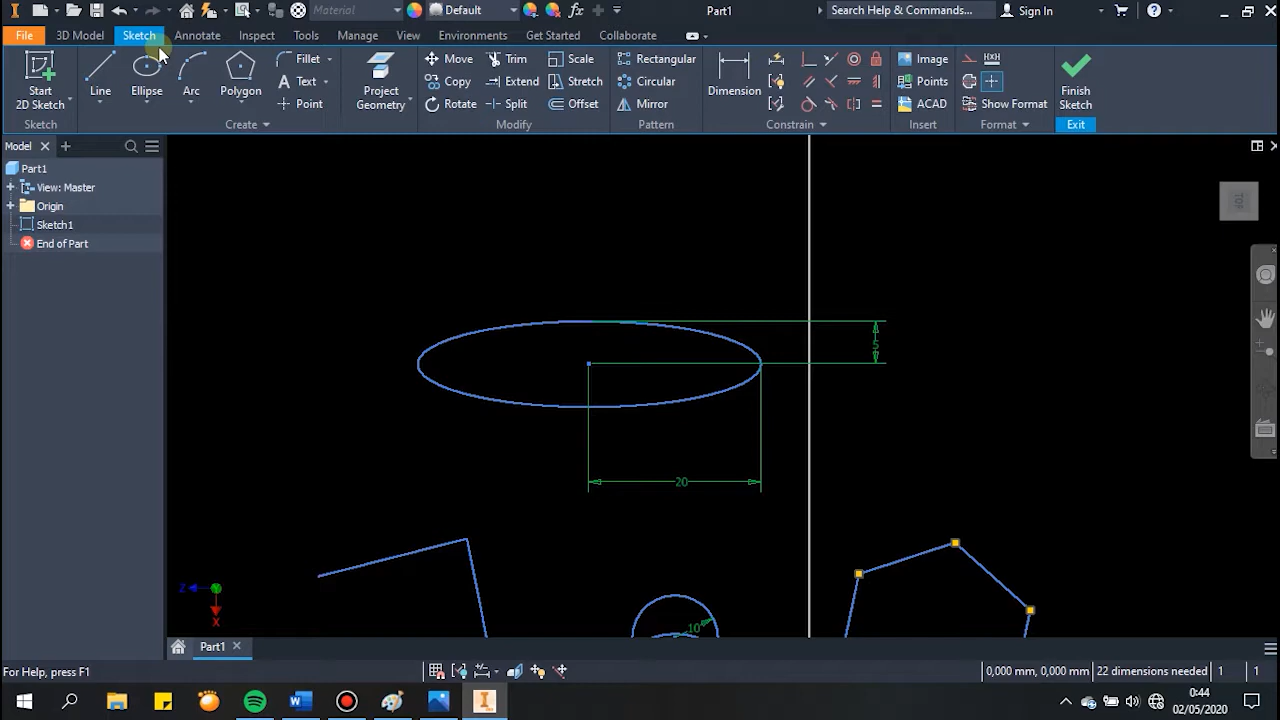 Material
Default
fx
Part1
Search Help & Commands...
Sign In
File
3D Model
Sketch
Annotate
Inspect
Tools
Manage
View
Environments
Get Started
Collaborate
Start
2D Sketch
Line
Ellipse
Arc
Polygon
Fillet
Text
Point
Project
Geometry
Move
Copy
Rotate
Trim
Extend
Split
Scale
Stretch
Offset
Rectangular
Circular
Mirror
Dimension
Image
Points
ACAD
Show Format
Finish
Sketch
Sketch
Create
Modify
Pattern
Constrain
Insert
Format
Exit
Model
Part1
View: Master
Origin
Sketch1
End of Part
TOP
5
20
10
Z
X
Part1
For Help, press F1
0,000 mm, 0,000 mm
22 dimensions needed
1
1
0:44
02/05/2020